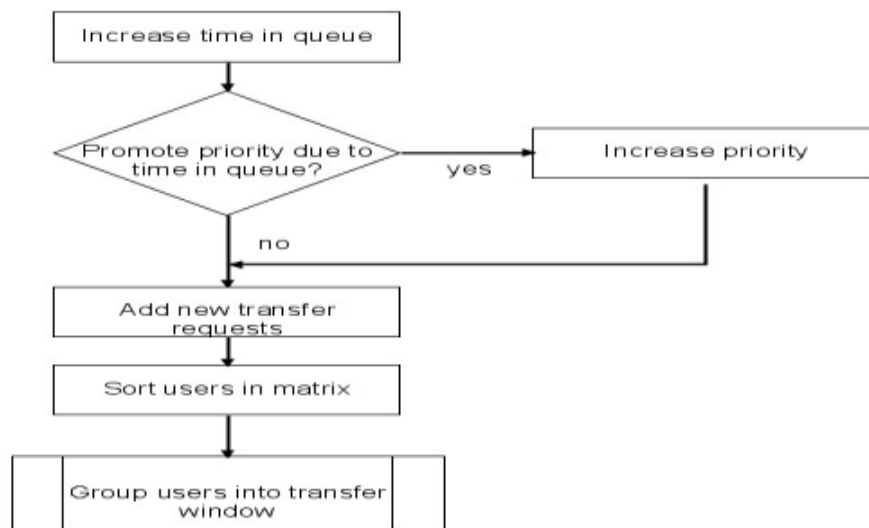 Increase time in queue
Promote priority due to
time in queue?
yes
Increase priority
no
Add new transfer
requests
Sort users in matrix
Group users into transfer
window